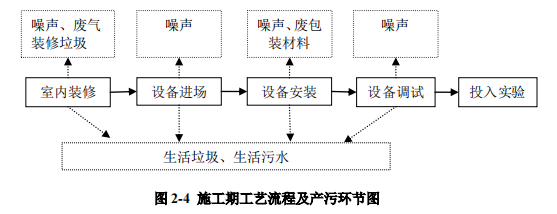 噪声、废气
装修垃圾
噪声
噪声、废包
装材料
噪声
室内装修
设备进场
设备安装
设备调试
投入实验
生活垃圾、生活污水
图 2-4 施工期工艺流程及产污环节图